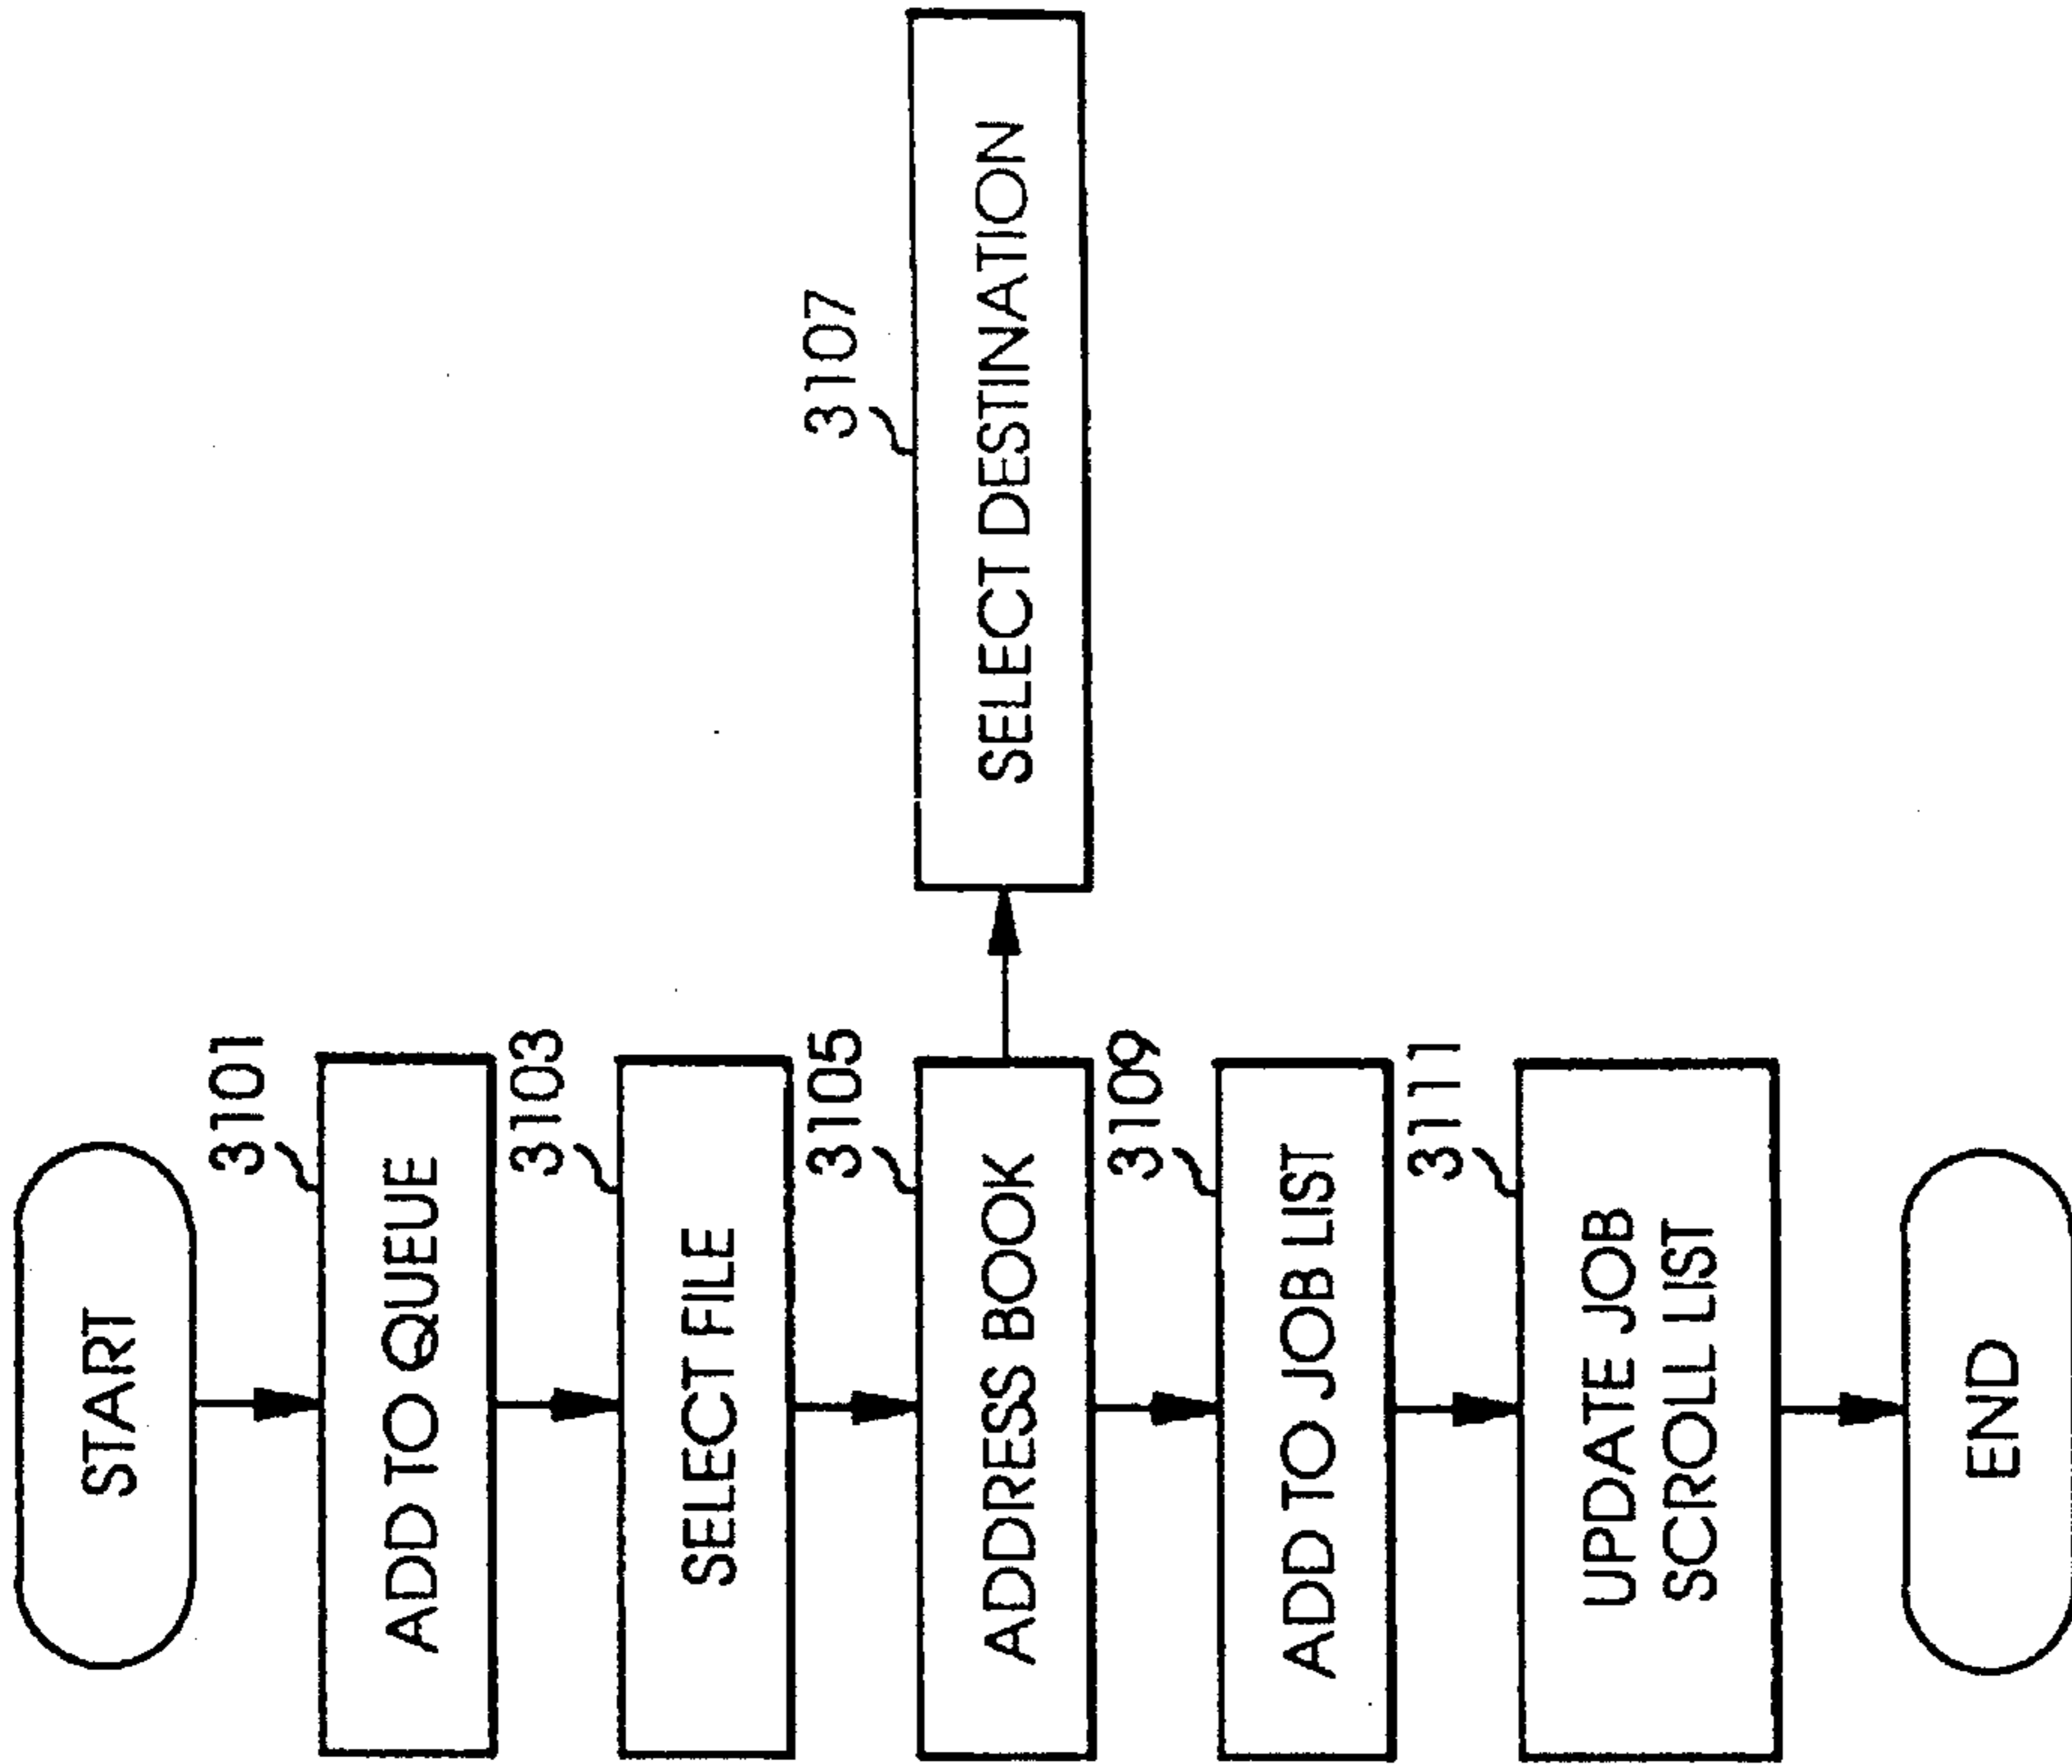 START
3101
ADD TO QUEUE
3103
SELECT FILE
3105
ADDRESS BOOK
3107
SELECT DESTINATION
3109
ADD TO JOB LIST
3111
UPDATE JOB
SCROLL LIST
END